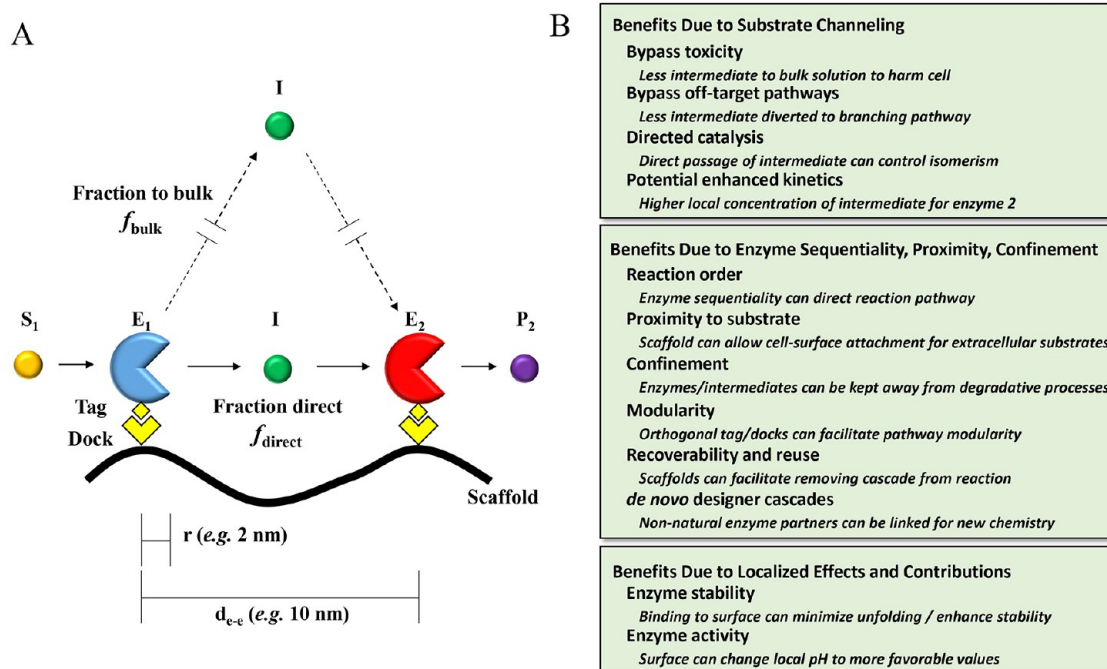 A
I
Fraction to bulk
f bulk
S1
E1
I
E2
P2
Tag
Dock
Fraction direct
f direct
Scaffold
r (e.g. 2 nm)
de-e (e.g. 10 nm)
B
Benefits Due to Substrate Channeling
Bypass toxicity
Less intermediate to bulk solution to harm cell
Bypass off-target pathways
Less intermediate diverted to branching pathway
Directed catalysis
Direct passage of intermediate can control isomerism
Potential enhanced kinetics
Higher local concentration of intermediate for enzyme 2
Benefits Due to Enzyme Sequentiality, Proximity, Confinement
Reaction order
Enzyme sequentiality can direct reaction pathway
Proximity to substrate
Scaffold can allow cell-surface attachment for extracellular substrates
Confinement
Enzymes/intermediates can be kept away from degradative processes
Modularity
Orthogonal tag/docks can facilitate pathway modularity
Recoverability and reuse
Scaffolds can facilitate removing cascade from reaction
de novo designer cascades
Non-natural enzyme partners can be linked for new chemistry
Benefits Due to Localized Effects and Contributions
Enzyme stability
Binding to surface can minimize unfolding / enhance stability
Enzyme activity
Surface can change local pH to more favorable values